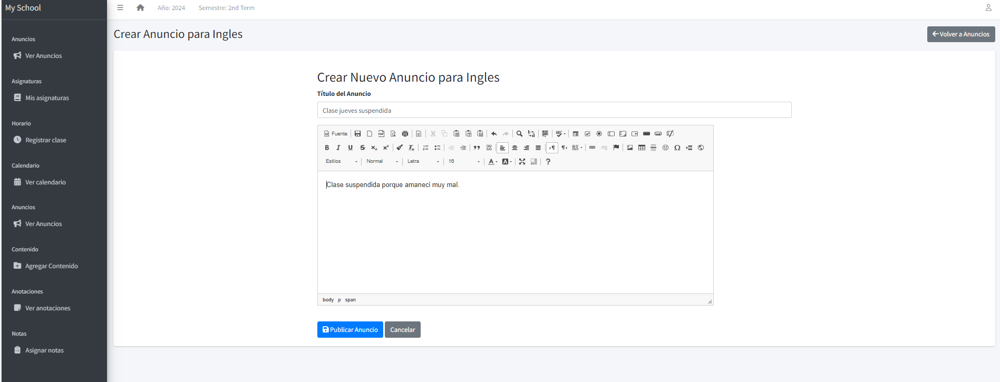 My School
Año: 2024 Semestre: 2nd Term
Anuncios
Ver Anuncios
Asignaturas
Mis asignaturas
Horario
Registrar clase
Calendario
Ver calendario
Anuncios
Ver Anuncios
Contenido
Agregar Contenido
Anotaciones
Ver anotaciones
Notas
Asignar notas
Crear Anuncio para Ingles
Volver a Anuncios
Crear Nuevo Anuncio para Ingles
Título del Anuncio
Clase jueves suspendida
Fuente
Estilos Normal Letra 16
Clase suspendida porque amaneci muy mal.
body p span
Publicar Anuncio Cancelar